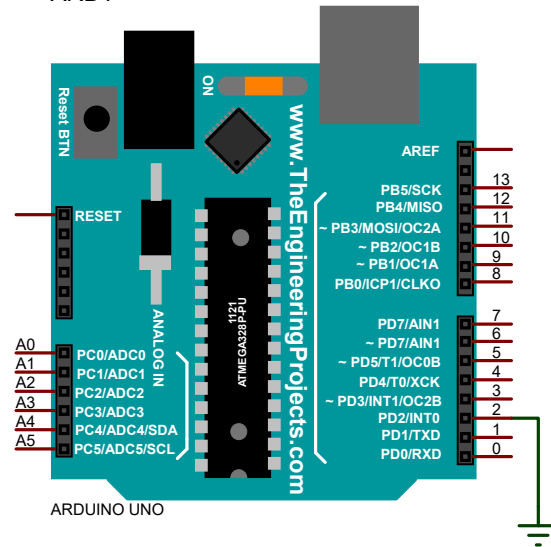 Reset BTN
ON
www.TheEngineeringProjects.com
1121
ATMEGA328P-PU
ANALOG IN
RESET
A0 PC0/ADC0
A1 PC1/ADC1
A2 PC2/ADC2
A3 PC3/ADC3
A4 PC4/ADC4/SDA
A5 PC5/ADC5/SCL
AREF
PB5/SCK 13
PB4/MISO 12
~ PB3/MOSI/OC2A 11
~ PB2/OC1B 10
~ PB1/OC1A 9
PB0/ICP1/CLKO 8
PD7/AIN1 7
~ PD7/AIN1 6
~ PD5/T1/OC0B 5
PD4/T0/XCK 4
~ PD3/INT1/OC2B 3
PD2/INT0 2
PD1/TXD 1
PD0/RXD 0
ARDUINO UNO